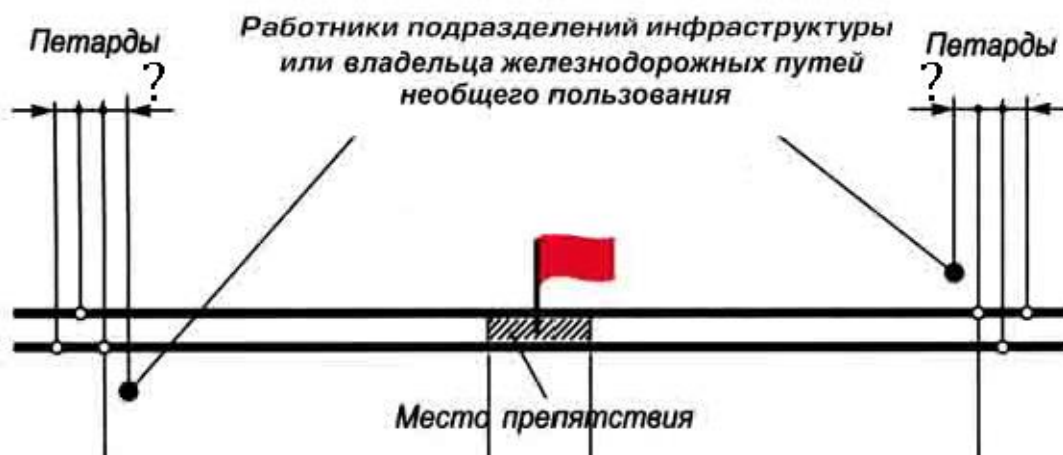 Петарды
?
Работники подразделений инфраструктуры
или владельца железнодорожных путей
необщего пользования
Петарды
?
Место препятствия